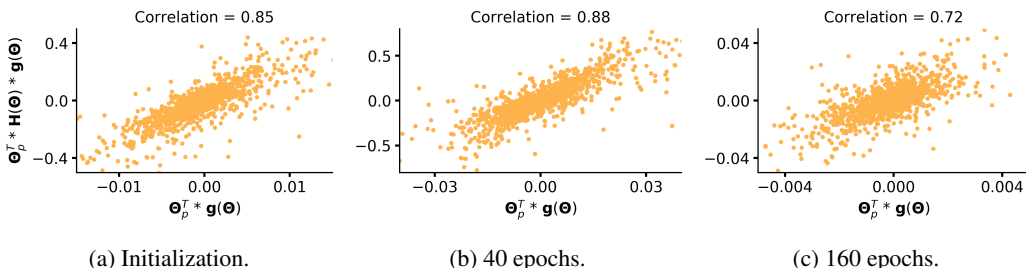 Correlation = 0.85
Correlation = 0.88
Correlation = 0.72
Θ_p^T * H(Θ) * g(Θ)
0.4
0.0
−0.4
−0.01
0.00
0.01
Θ_p^T * g(Θ)
0.5
0.0
−0.5
−0.03
0.00
0.03
Θ_p^T * g(Θ)
0.04
0.00
−0.04
−0.004
0.000
0.004
Θ_p^T * g(Θ)
(a) Initialization.
(b) 40 epochs.
(c) 160 epochs.